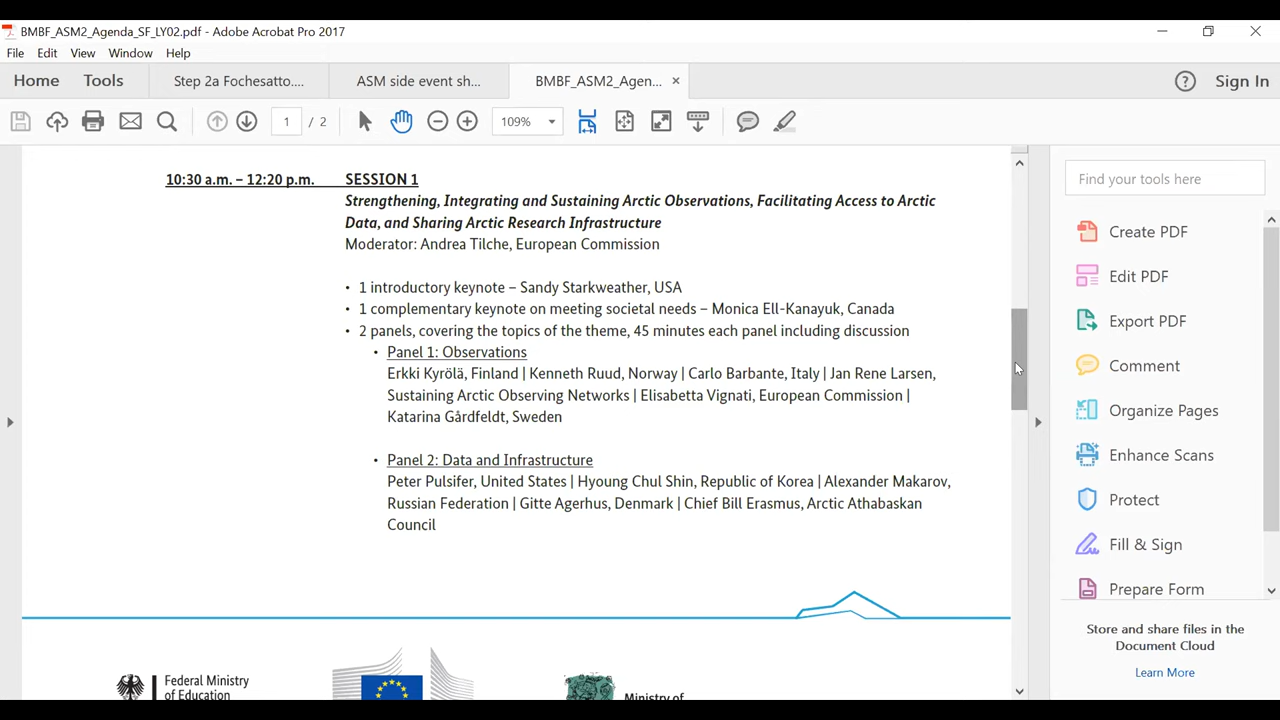 BMBF_ASM2_Agenda_SF_LY02.pdf - Adobe Acrobat Pro 2017
File Edit View Window Help
Home Tools Step 2a Fochesatto.... ASM side event sh... BMBF_ASM2_Agen... × Sign In
1 / 2 109%
10:30 a.m. – 12:20 p.m. SESSION 1
Strengthening, Integrating and Sustaining Arctic Observations, Facilitating Access to Arctic
Data, and Sharing Arctic Research Infrastructure
Moderator: Andrea Tilche, European Commission
• 1 introductory keynote – Sandy Starkweather, USA
• 1 complementary keynote on meeting societal needs – Monica Ell-Kanayuk, Canada
• 2 panels, covering the topics of the theme, 45 minutes each panel including discussion
• Panel 1: Observations
Erkki Kyrölä, Finland | Kenneth Ruud, Norway | Carlo Barbante, Italy | Jan Rene Larsen,
Sustaining Arctic Observing Networks | Elisabetta Vignati, European Commission |
Katarina Gårdfeldt, Sweden
• Panel 2: Data and Infrastructure
Peter Pulsifer, United States | Hyoung Chul Shin, Republic of Korea | Alexander Makarov,
Russian Federation | Gitte Agerhus, Denmark | Chief Bill Erasmus, Arctic Athabaskan
Council
Federal Ministry
of Education
Ministry of
Find your tools here
Create PDF
Edit PDF
Export PDF
Comment
Organize Pages
Enhance Scans
Protect
Fill & Sign
Prepare Form
Store and share files in the
Document Cloud
Learn More